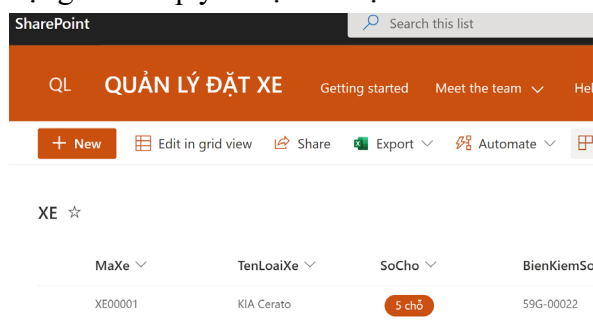 SharePoint
Search this list
QL QUẢN LÝ ĐẶT XE Getting started Meet the team
New Edit in grid view Share Export Automate
XE
MaXe TenLoaiXe SoCho BienKiemSo
XE00001 KIA Cerato 5 chỗ 59G-00022